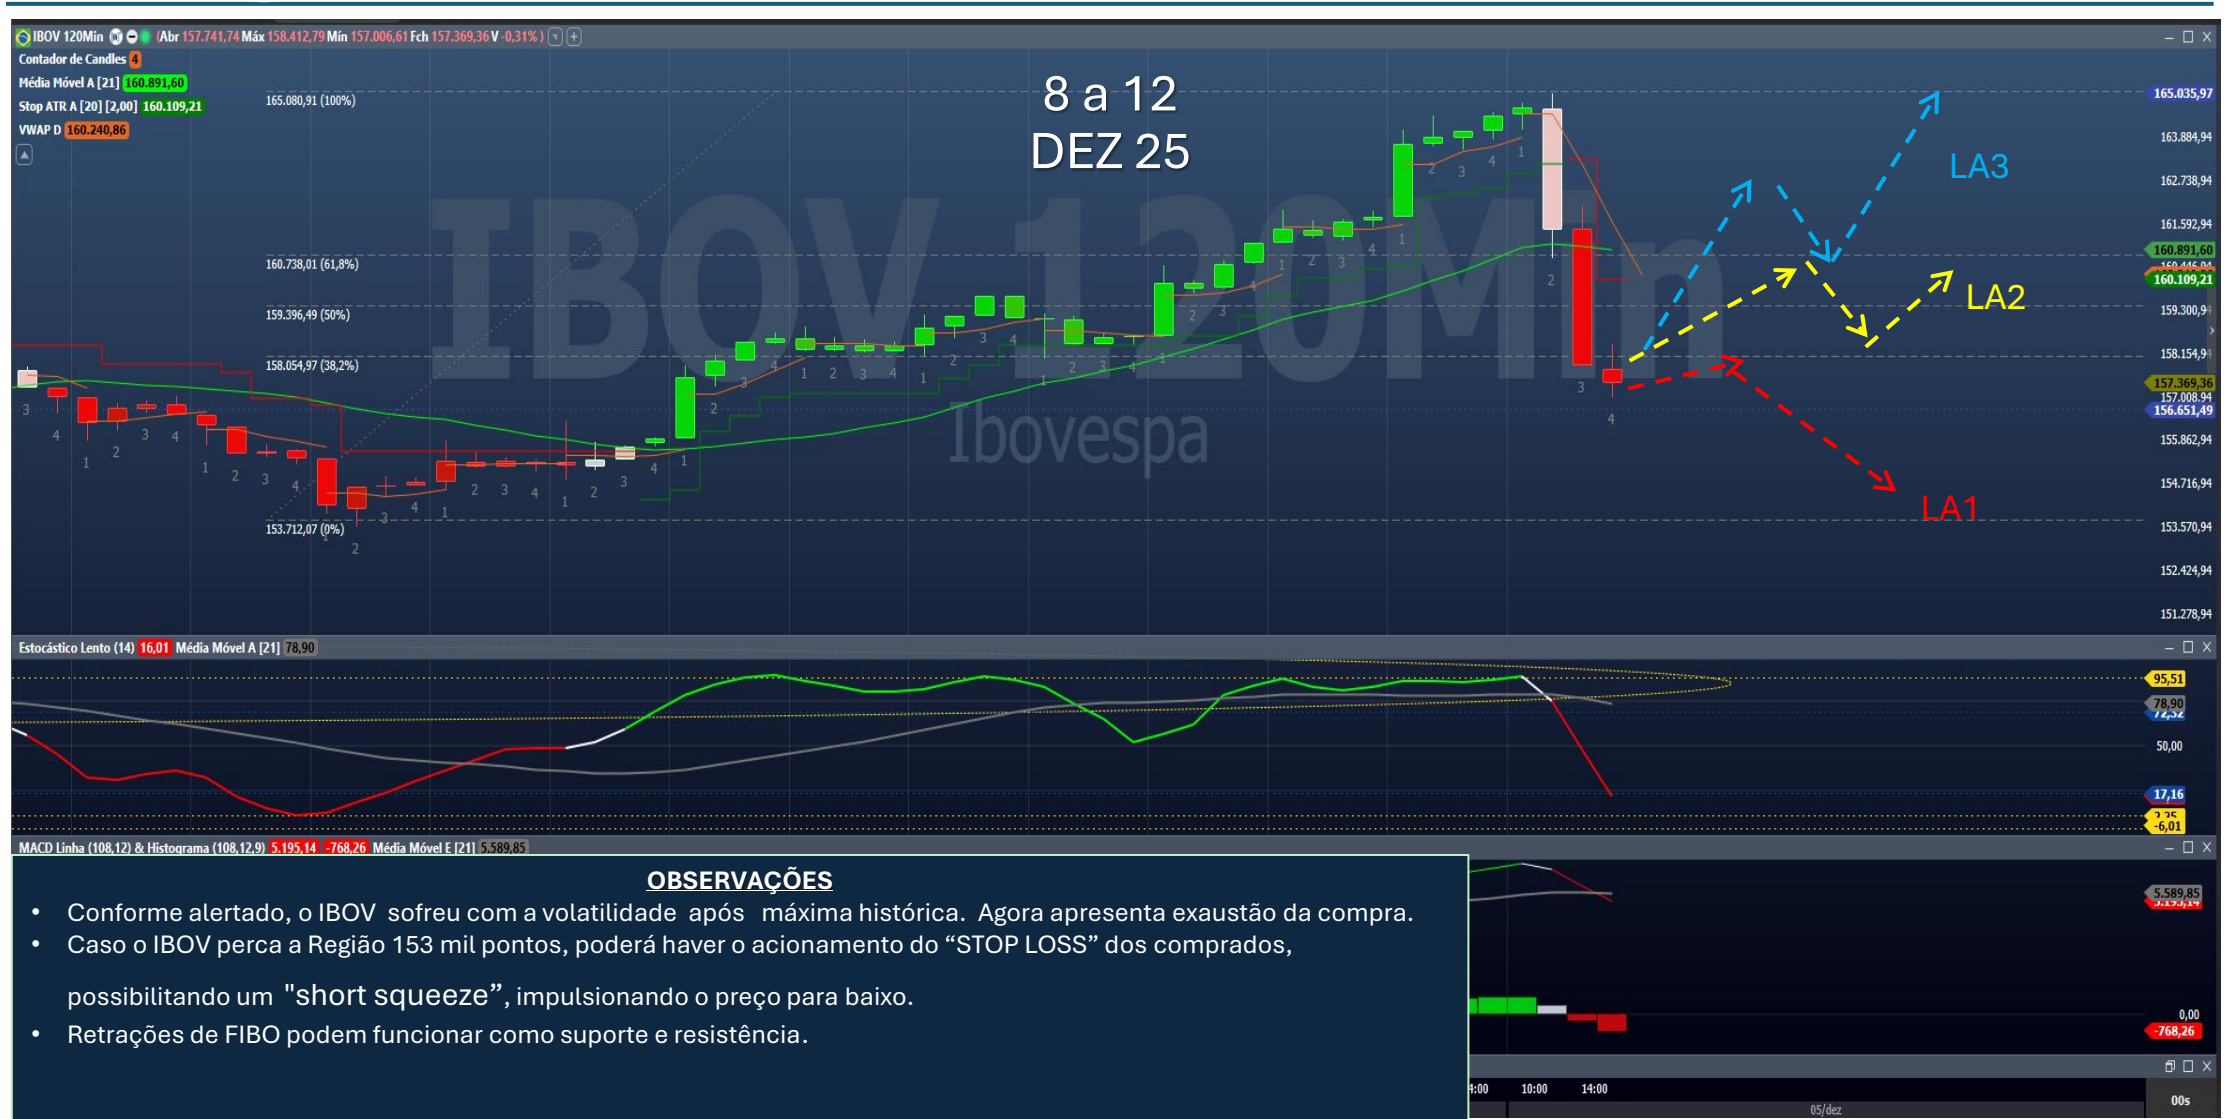 IBOV 120Min (Abr 157.741,74 Máx 158.412,79 Mín 157.006,61 Fch 157.369,36 V -0,31% )
Contador de Candles 4
Média Móvel A [21] 160.891,60
Stop ATR A [20] [2,00] 160.109,21
VWAP D 160.240,86
8 a 12
DEZ 25
165.080,91 (100%)
160.738,01 (61,8%)
159.396,49 (50%)
158.054,97 (38,2%)
153.712,07 (0%)
IBOV 120Min
Ibovespa
LA3
LA2
LA1
165.035,97
163.884,94
162.738,94
161.592,94
160.891,60
160.109,21
159.300,94
158.154,94
157.369,36
157.008,94
156.651,49
155.862,94
154.716,94
153.570,94
152.424,94
151.278,94
Estocástico Lento (14) 16,01 Média Móvel A [21] 78,90
95,51
78,90
72,32
50,00
17,16
-6,01
MACD Linha (108,12) & Histograma (108,12,9) 5.195,14 -768,26 Média Móvel E [21] 5.589,85
5.589,85
5.195,14
0,00
-768,26
OBSERVAÇÕES
• Conforme alertado, o IBOV sofreu com a volatilidade após máxima histórica. Agora apresenta exaustão da compra.
• Caso o IBOV perca a Região 153 mil pontos, poderá haver o acionamento do “STOP LOSS” dos comprados,
possibilitando um "short squeeze”, impulsionando o preço para baixo.
• Retrações de FIBO podem funcionar como suporte e resistência.
10:00 14:00
05/dez
00s